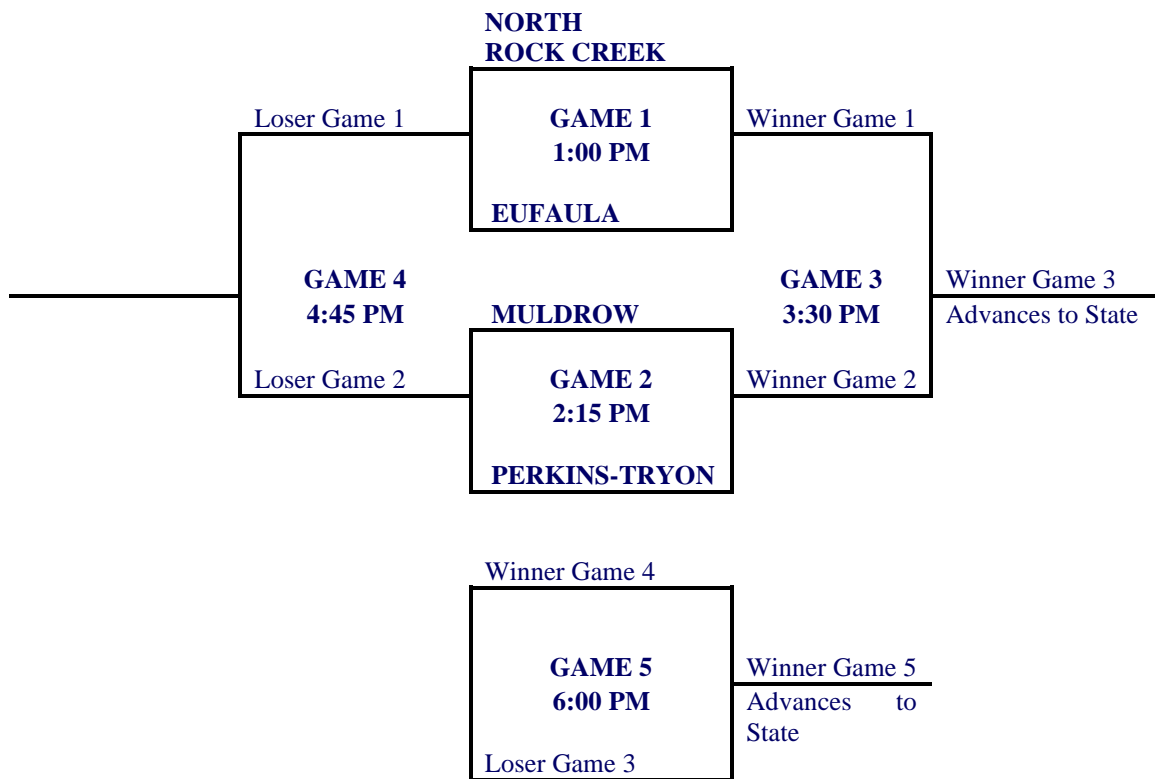 NORTH
ROCK CREEK
Loser Game 1
GAME 1
1:00 PM
Winner Game 1
EUFAULA
GAME 4
4:45 PM
MULDROW
GAME 3
3:30 PM
Winner Game 3
Advances to State
Loser Game 2
GAME 2
2:15 PM
Winner Game 2
PERKINS-TRYON
Winner Game 4
GAME 5
6:00 PM
Winner Game 5
Advances to
State
Loser Game 3